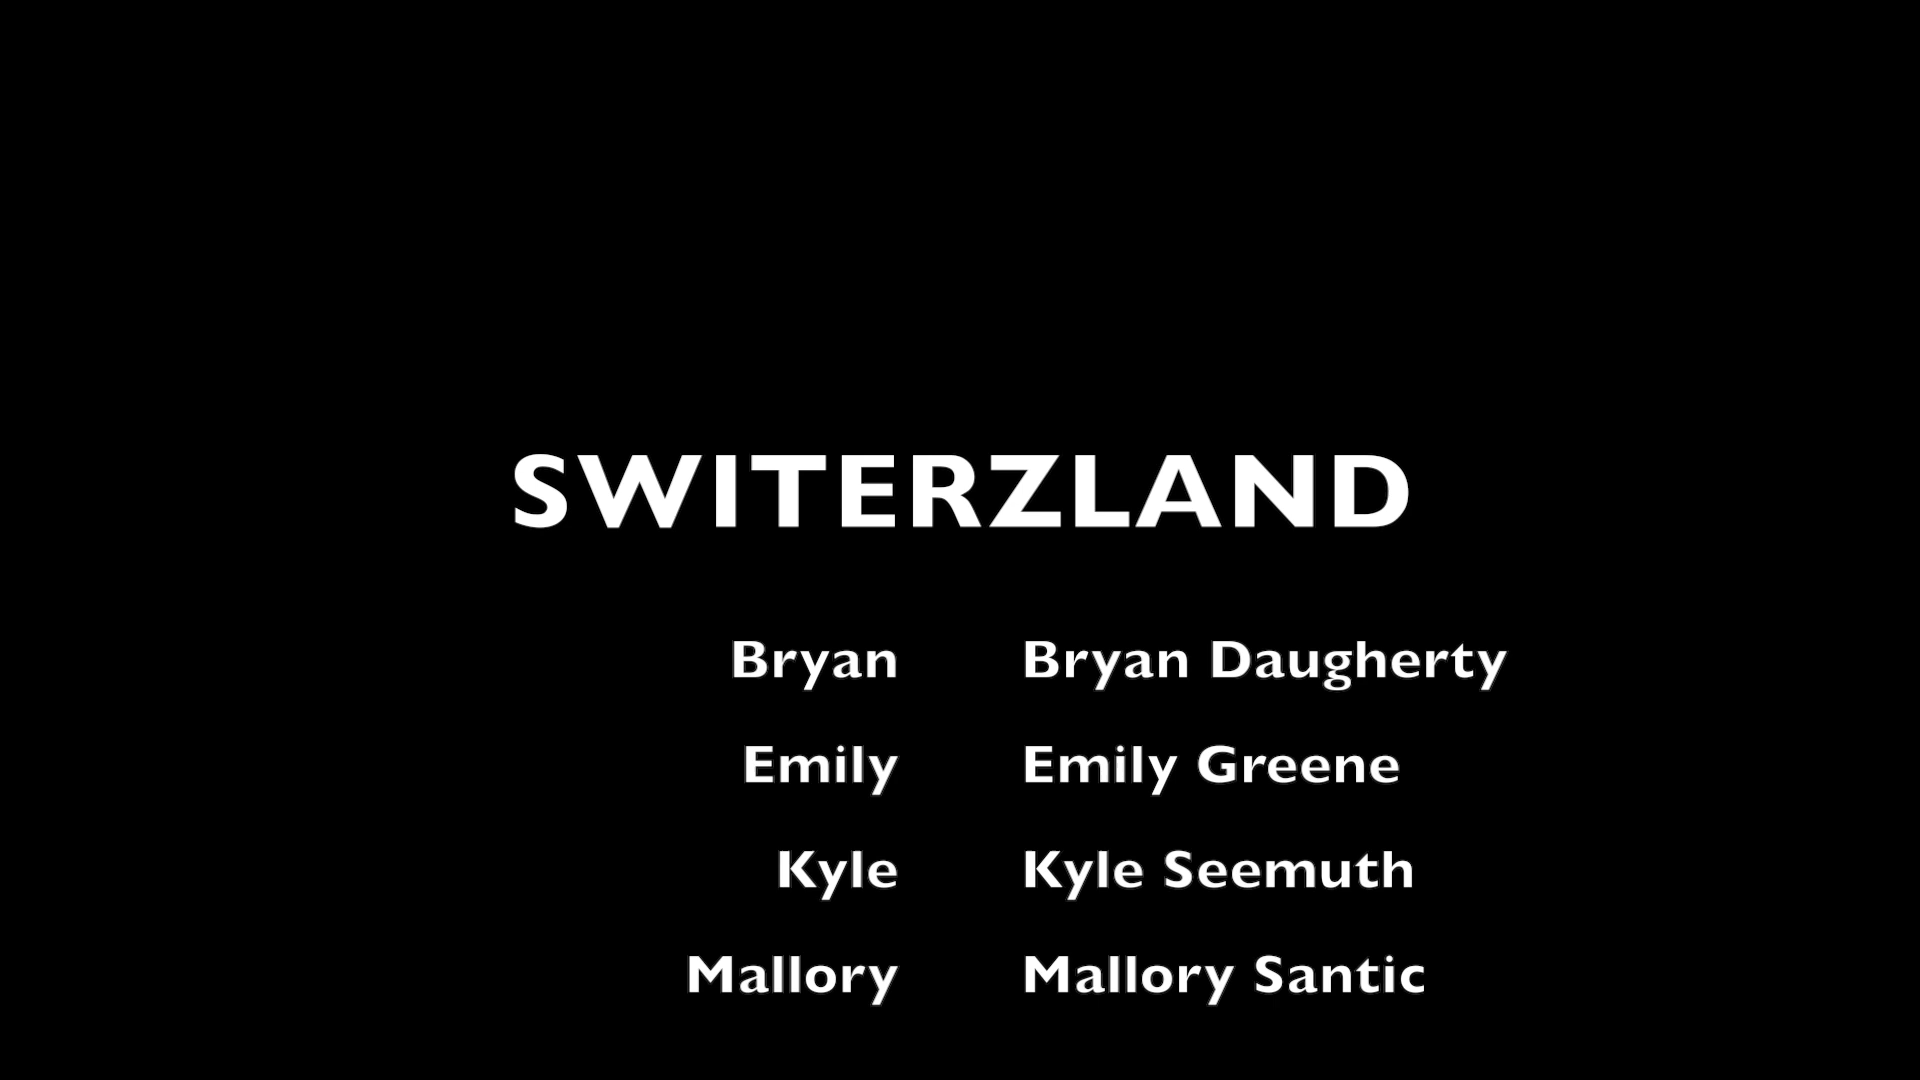 SWITERZLAND
Bryan Bryan Daugherty
Emily Emily Greene
Kyle Kyle Seemuth
Mallory Mallory Santic